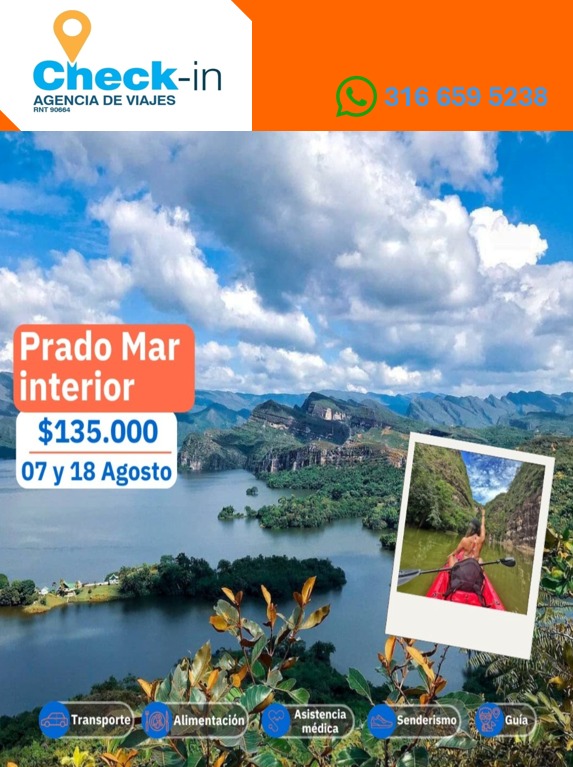 Check-in
AGENCIA DE VIAJES
RNT 90664
316 659 5238
Prado Mar
interior
$135.000
07 y 18 Agosto
Transporte
Alimentación
Asistencia
médica
Senderismo
Guía